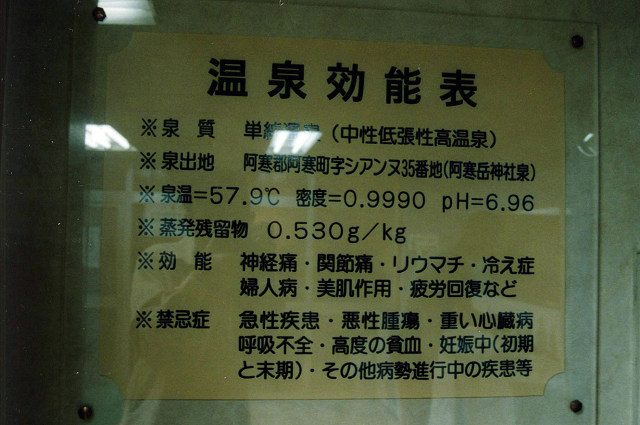 温泉効能表
※泉質 単純温泉(中性低張性高温泉)
※泉出地 阿寒郡阿寒町字シアンヌ35番地(阿寒岳神社泉)
※泉温=57.9℃ 密度=0.9990 pH=6.96
※蒸発残留物 0.530g/kg
※効能 神経痛・関節痛・リウマチ・冷え症
婦人病・美肌作用・疲労回復など
※禁忌症 急性疾患・悪性腫瘍・重い心臓病
呼吸不全・高度の貧血・妊娠中(初期
と末期)・その他病勢進行中の疾患等